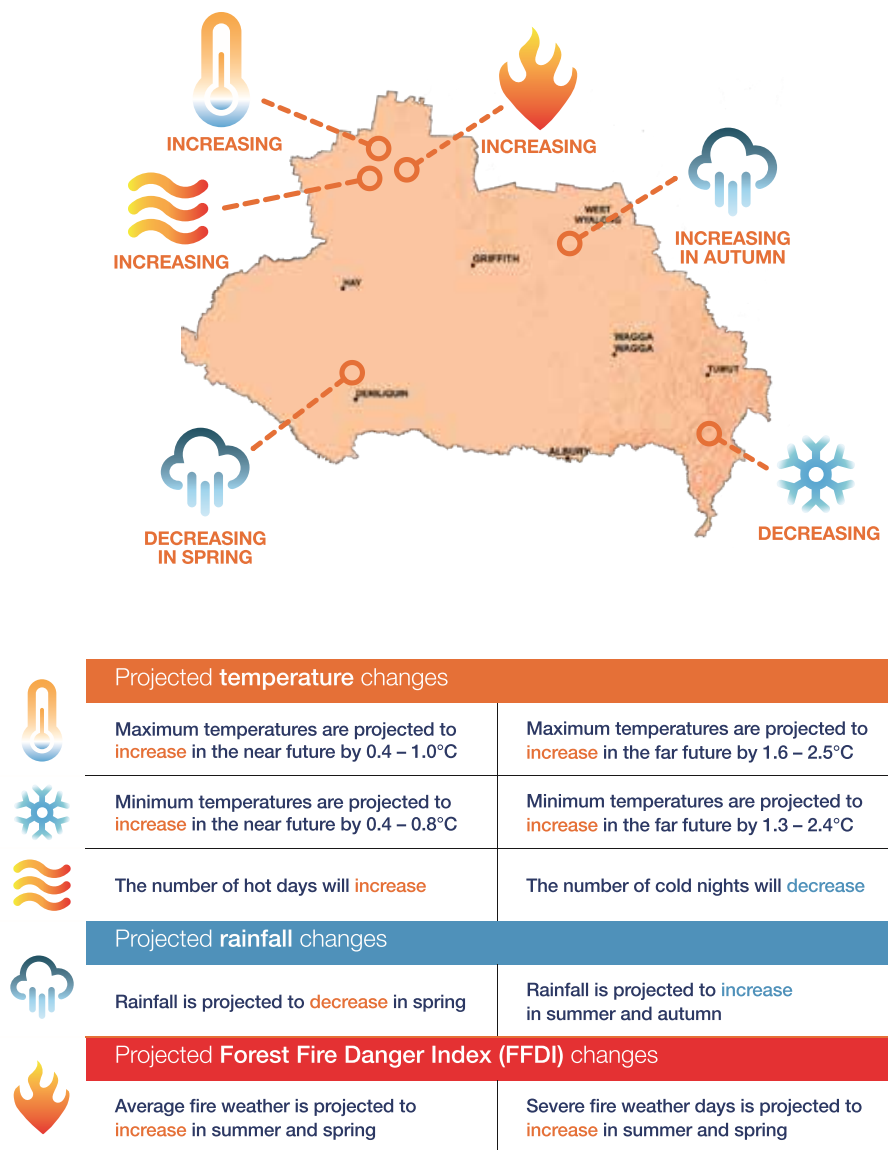 INCREASING
INCREASING
INCREASING
INCREASING
IN AUTUMN
WEST
WYALONG
GRIFFITH
HAY
WAGGA
WAGGA
TUMUT
DENILIQUIN
ALBURY
DECREASING
IN SPRING
DECREASING
Projected temperature changes
Maximum temperatures are projected to
increase in the near future by 0.4 – 1.0°C
Maximum temperatures are projected to
increase in the far future by 1.6 – 2.5°C
Minimum temperatures are projected to
increase in the near future by 0.4 – 0.8°C
Minimum temperatures are projected to
increase in the far future by 1.3 – 2.4°C
The number of hot days will increase
The number of cold nights will decrease
Projected rainfall changes
Rainfall is projected to decrease in spring
Rainfall is projected to increase
in summer and autumn
Projected Forest Fire Danger Index (FFDI) changes
Average fire weather is projected to
increase in summer and spring
Severe fire weather days is projected to
increase in summer and spring